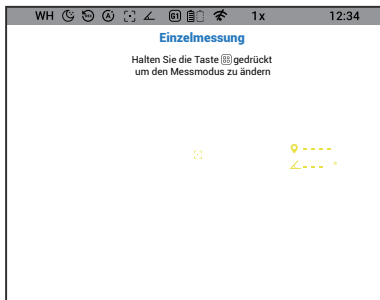 WH 61 1x 12:34
Einzelmessung
Halten Sie die Taste gedrückt
um den Messmodus zu ändern
- - - -
- - - °